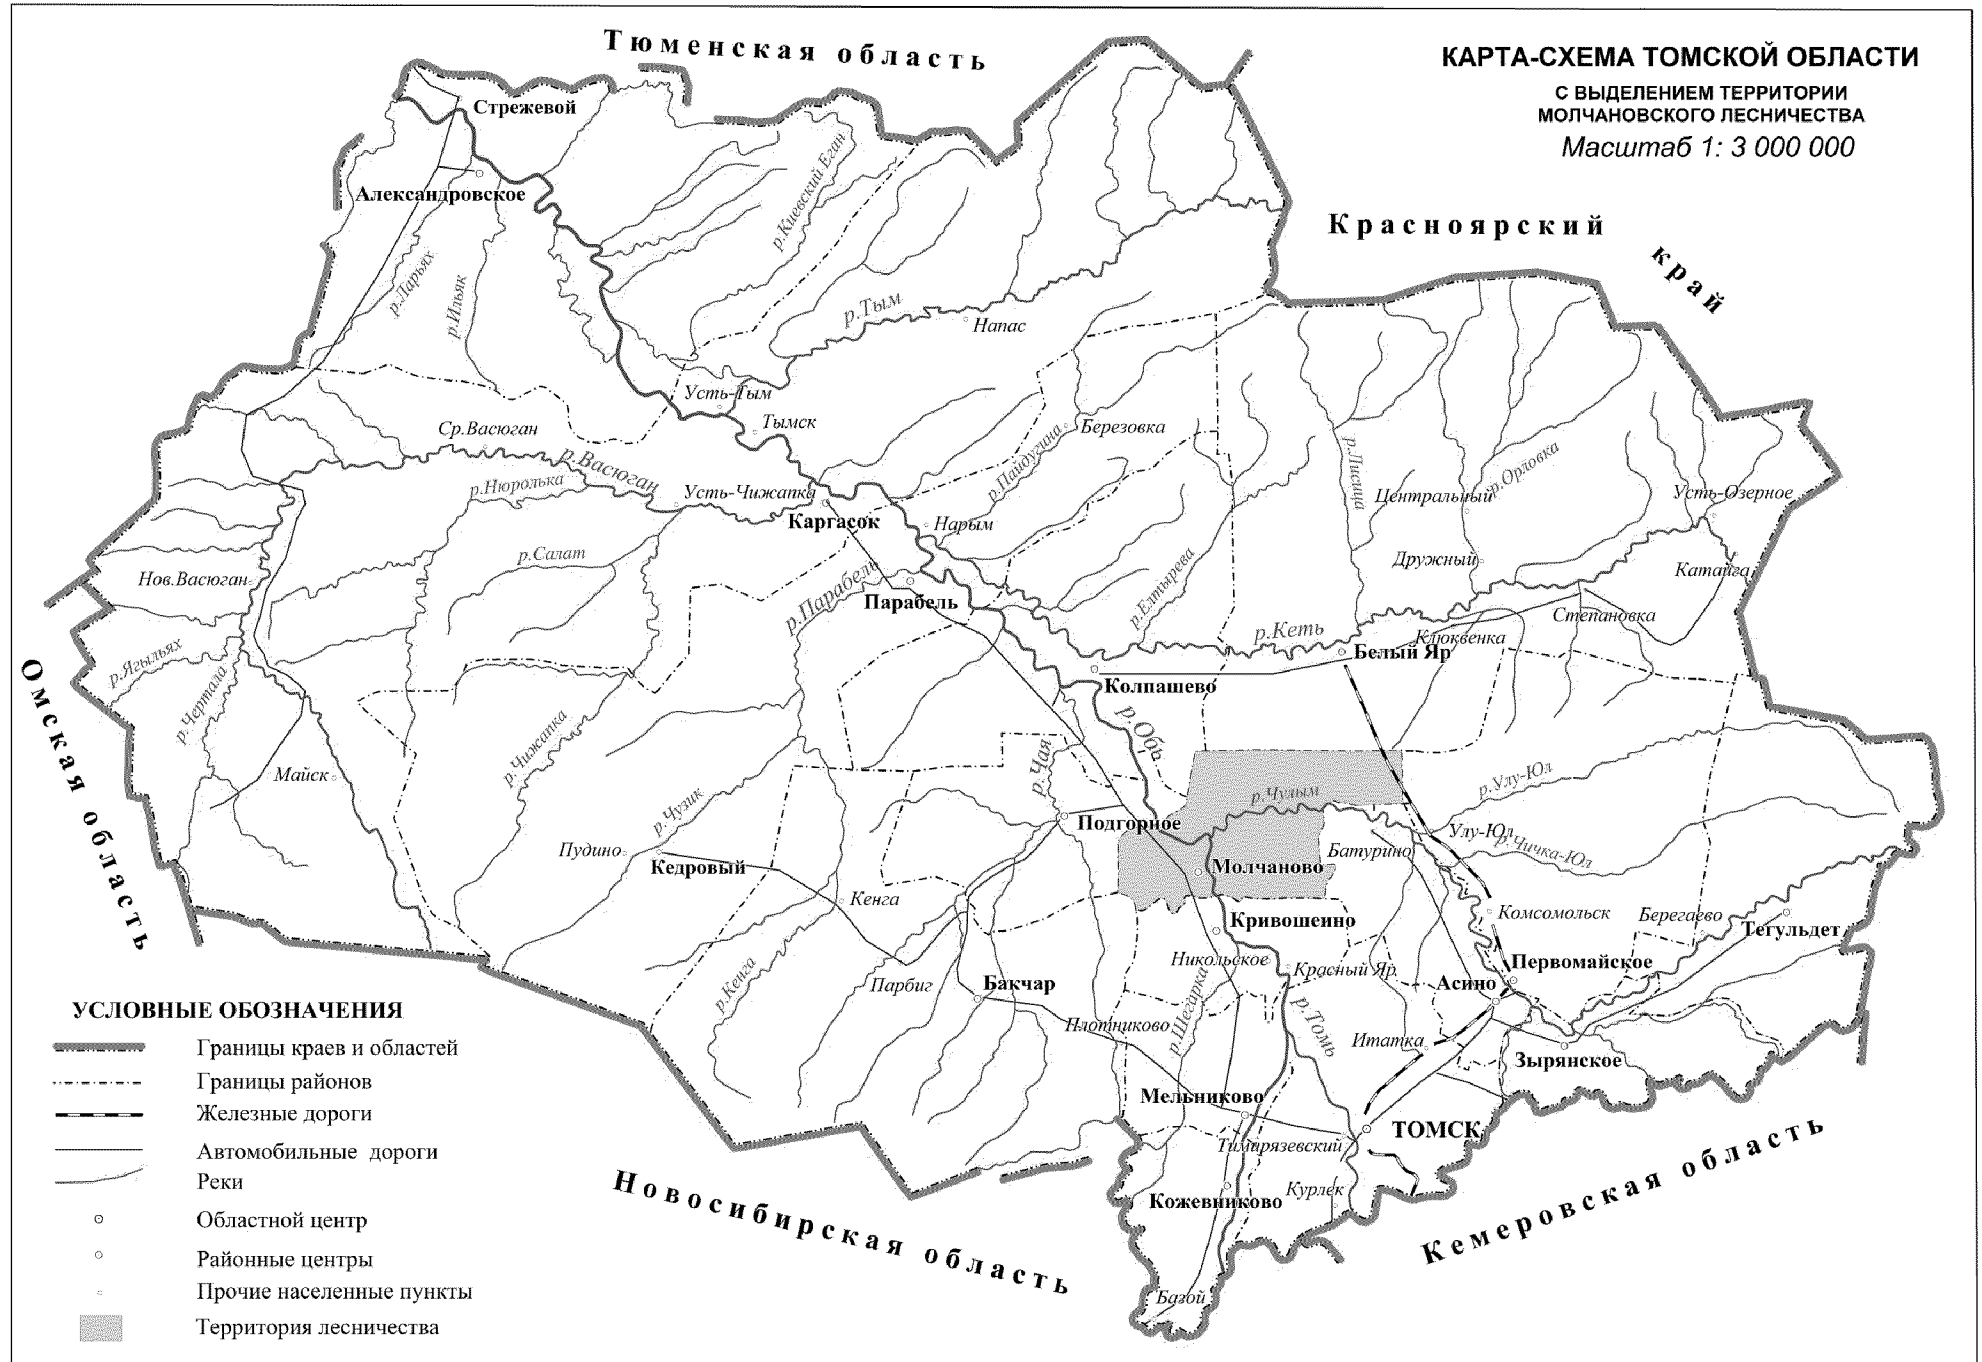 КАРТА-СХЕМА ТОМСКОЙ ОБЛАСТИ
С ВЫДЕЛЕНИЕМ ТЕРРИТОРИИ
МОЛЧАНОВСКОГО ЛЕСНИЧЕСТВА
Масштаб 1: 3 000 000
Тюменская область
Красноярский край
Омская область
Новосибирская область
Кемеровская область
Стрежевой
Александровское
р.Киевский Еган
р.Ларьях
р.Ильяк
р.Тым
Напас
Усть-Тым
Тымск
Ср.Васюган
р.Васюган
р.Нюролька
Усть-Чижапка
Каргасок
Нарым
р.Пайдугина
Березовка
р.Лисица
Центральный
р.Орловка
Усть-Озерное
р.Салат
Нов.Васюган
р.Парабель
Парабель
р.Елтырева
Дружный
Катайга
Степановка
Клюквенка
р.Кеть
Белый Яр
Колпашево
р.Ягыльях
р.Чертала
р.Обь
р.Чижапка
Майск
р.Чая
р.Чулым
р.Улу-Юл
р.Чузик
Подгорное
Улу-Юл
р.Чичка-Юл
Батурино
Пудино
Кедровый
Молчаново
Кенга
Кривошеино
Комсомольск
Берегаево
Тегульдет
Никольское
Красный Яр
Первомайское
р.Кенга
Парбиг
Бакчар
Асино
р.Шегарка
р.Томь
Плотниково
Итатка
Зырянское
Мельниково
ТОМСК
Тимирязевский
Кожевниково
Курлек
Базой
УСЛОВНЫЕ ОБОЗНАЧЕНИЯ
Границы краев и областей
Границы районов
Железные дороги
Автомобильные дороги
Реки
Областной центр
Районные центры
Прочие населенные пункты
Территория лесничества